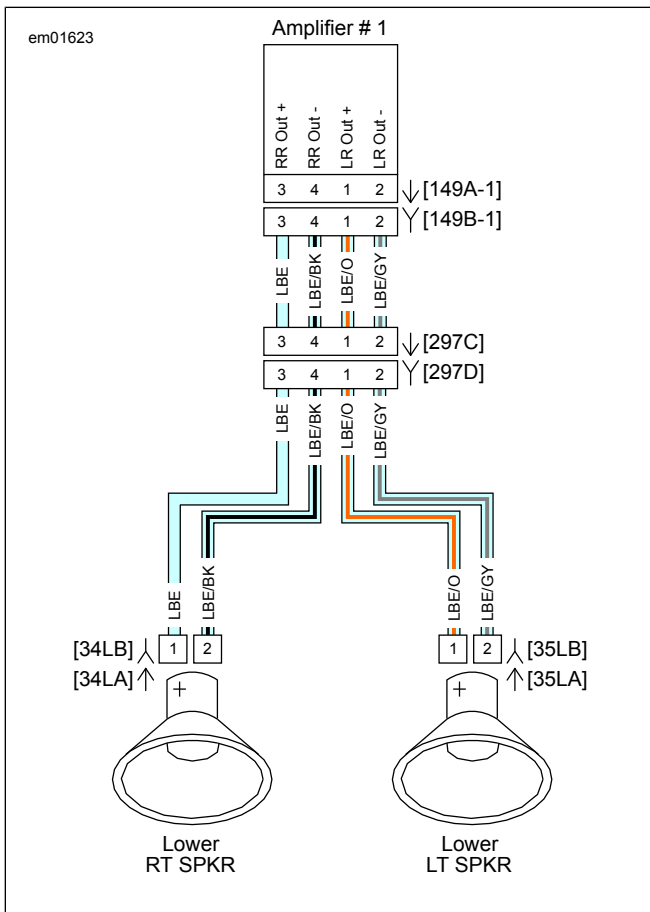 em01623
Amplifier # 1
RR Out +
RR Out -
LR Out +
LR Out -
3 4 1 2 [149A-1]
3 4 1 2 [149B-1]
LBE
LBE/BK
LBE/O
LBE/GY
3 4 1 2 [297C]
3 4 1 2 [297D]
LBE
LBE/BK
LBE/O
LBE/GY
LBE
LBE/BK
LBE/O
LBE/GY
[34LB] 1 2
1 2 [35LB]
[34LA]
[35LA]
+
+
Lower
RT SPKR
Lower
LT SPKR